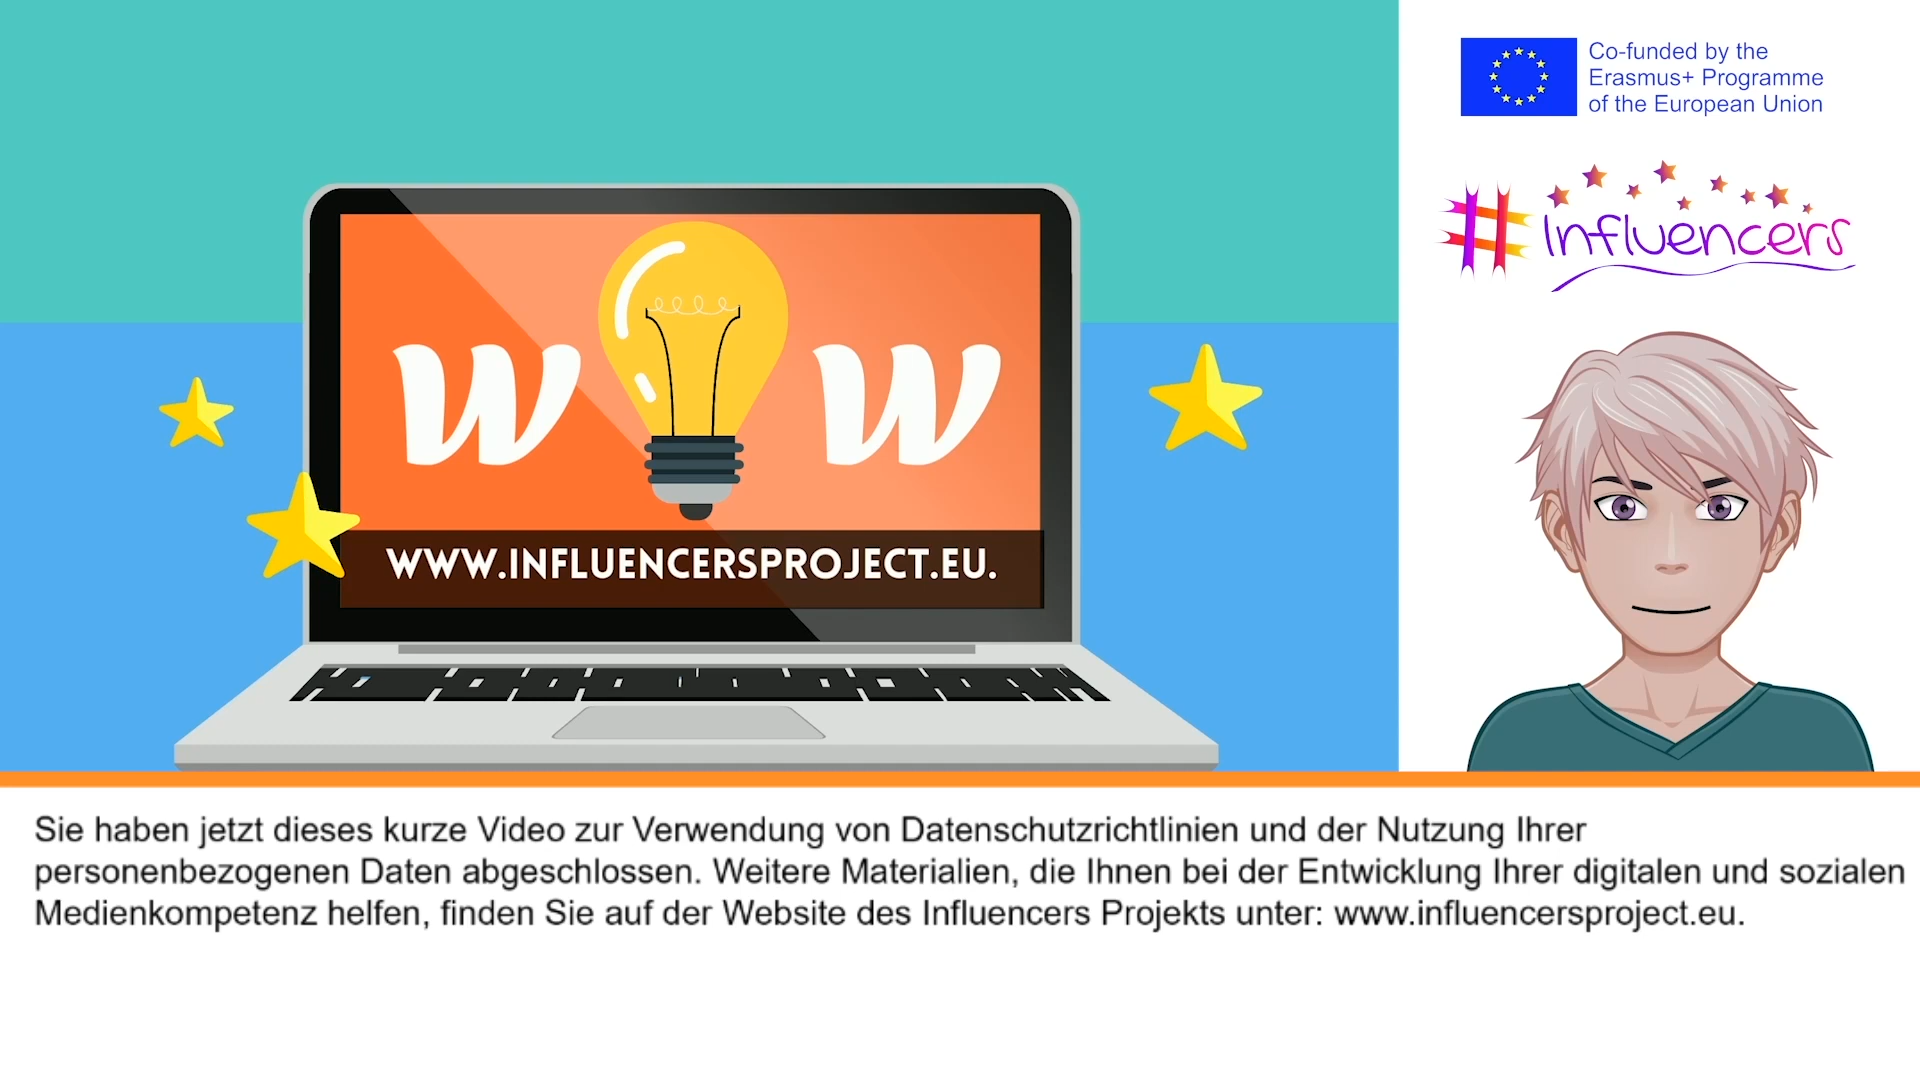 Co-funded by the
Erasmus+ Programme
of the European Union
#Influencers
W W
WWW.INFLUENCERSPROJECT.EU.
Sie haben jetzt dieses kurze Video zur Verwendung von Datenschutzrichtlinien und der Nutzung Ihrer
personenbezogenen Daten abgeschlossen. Weitere Materialien, die Ihnen bei der Entwicklung Ihrer digitalen und sozialen
Medienkompetenz helfen, finden Sie auf der Website des Influencers Projekts unter: www.influencersproject.eu.